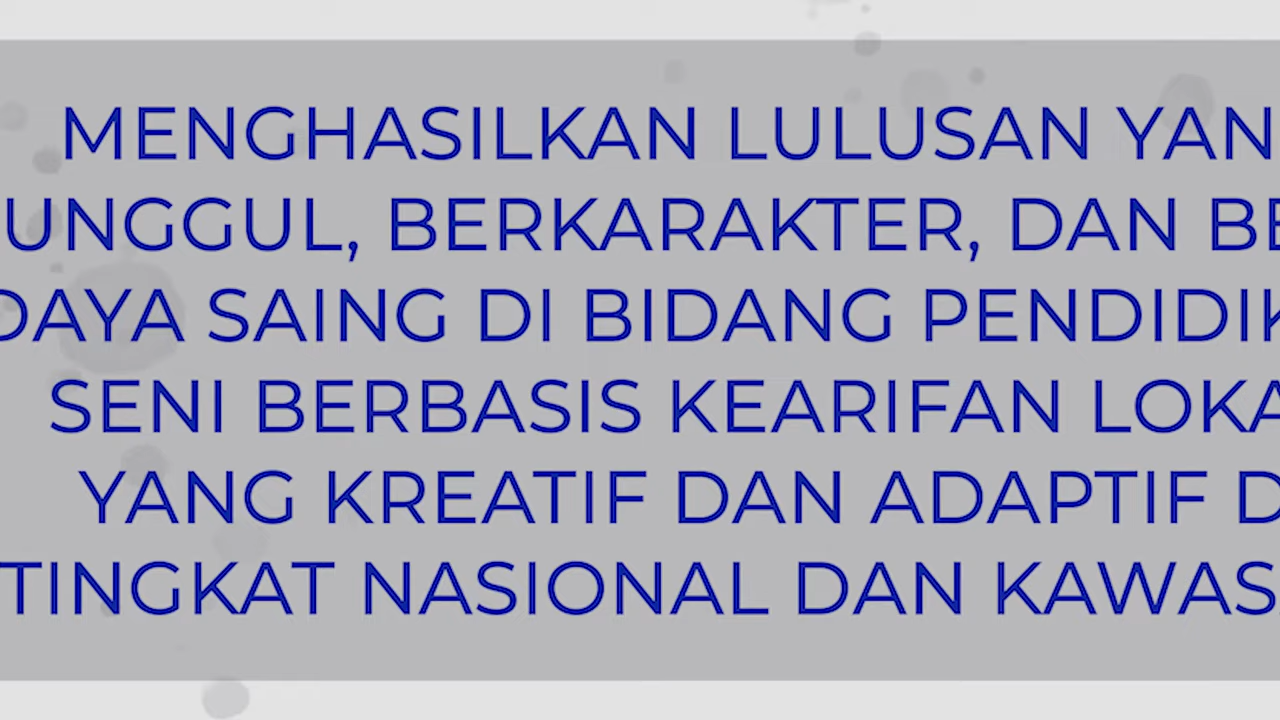 MENGHASILKAN LULUSAN YAN
UNGGUL, BERKARAKTER, DAN BE
DAYA SAING DI BIDANG PENDIDIK
SENI BERBASIS KEARIFAN LOKA
YANG KREATIF DAN ADAPTIF D
TINGKAT NASIONAL DAN KAWAS